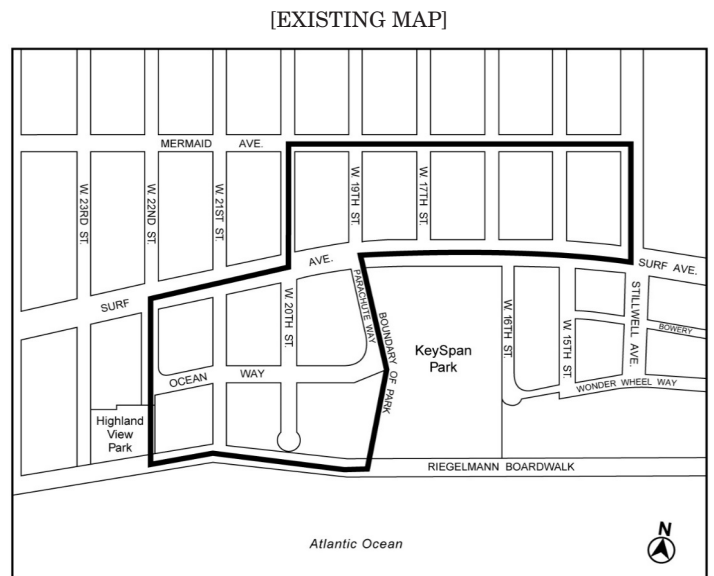 [EXISTING MAP]
MERMAID AVE.
W. 23RD ST.
W. 22ND ST.
W. 21ST ST.
W. 19TH ST.
W. 17TH ST.
SURF AVE.
SURF AVE.
W. 20TH ST.
PARACHUTE WAY
BOUNDARY OF PARK
KeySpan
Park
W. 16TH ST.
W. 15TH ST.
STILLWELL AVE.
BOWERY
WONDER WHEEL WAY
OCEAN WAY
Highland
View
Park
RIEGELMANN BOARDWALK
Atlantic Ocean
N